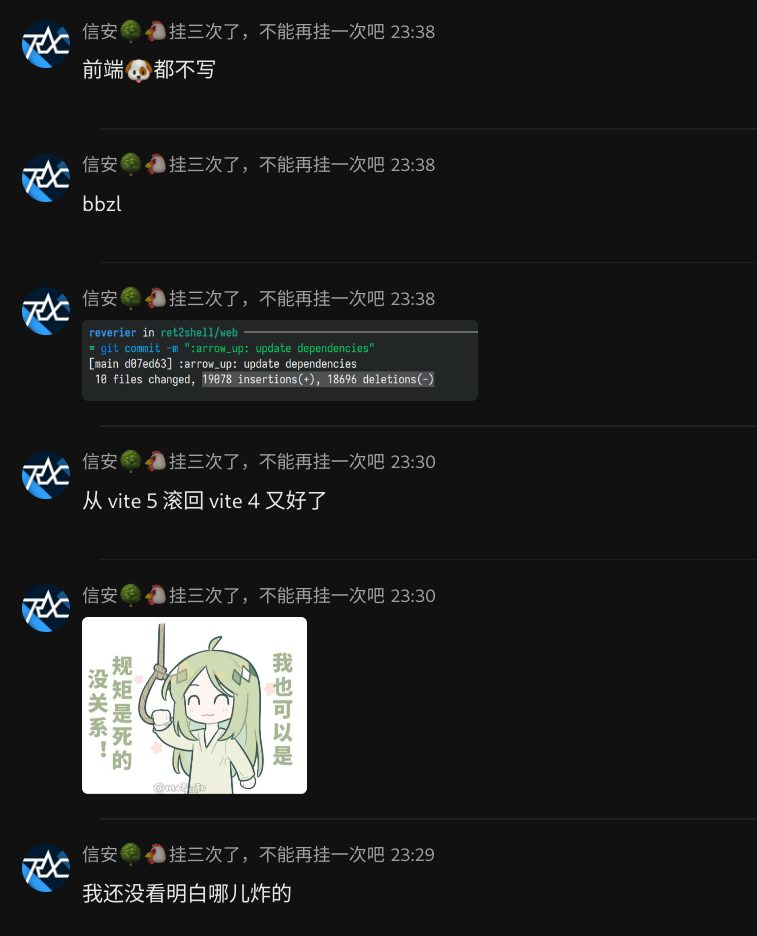 信安🌳🐔挂三次了，不能再挂一次吧 23:38
前端🐶都不写
信安🌳🐔挂三次了，不能再挂一次吧 23:38
bbzl
信安🌳🐔挂三次了，不能再挂一次吧 23:38
reverier in ret2shell/web
= git commit -m ":arrow_up: update dependencies"
[main d07ed63] :arrow_up: update dependencies
10 files changed, 19078 insertions(+), 18696 deletions(-)
信安🌳🐔挂三次了，不能再挂一次吧 23:30
从 vite 5 滚回 vite 4 又好了
信安🌳🐔挂三次了，不能再挂一次吧 23:30
规矩是死的
没关系！
我也可以是
信安🌳🐔挂三次了，不能再挂一次吧 23:29
我还没看明白哪儿炸的